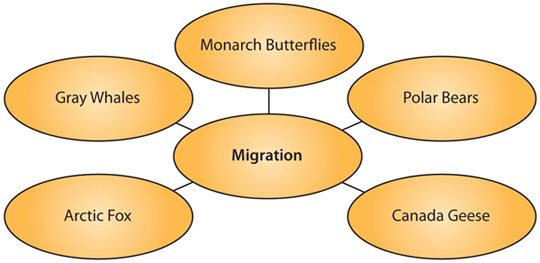 Monarch Butterflies
Gray Whales
Polar Bears
Migration
Arctic Fox
Canada Geese